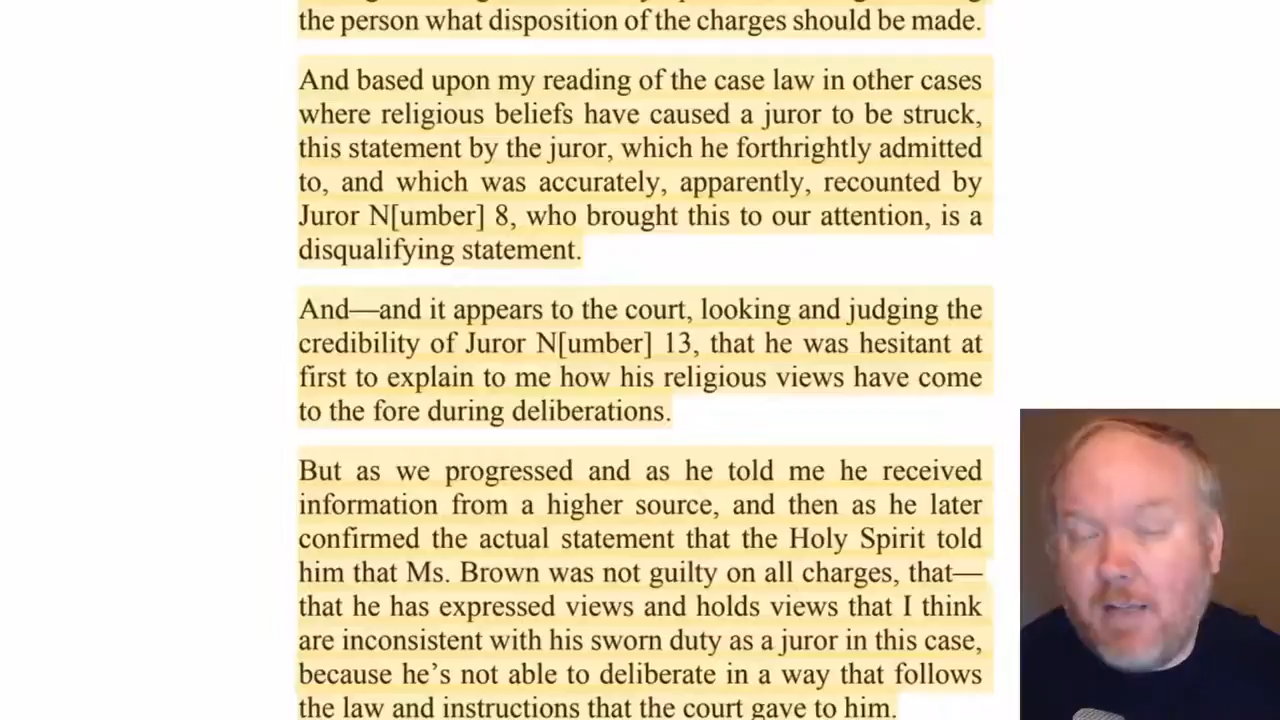 the person what disposition of the charges should be made.
And based upon my reading of the case law in other cases
where religious beliefs have caused a juror to be struck,
this statement by the juror, which he forthrightly admitted
to, and which was accurately, apparently, recounted by
Juror N[umber] 8, who brought this to our attention, is a
disqualifying statement.
And—and it appears to the court, looking and judging the
credibility of Juror N[umber] 13, that he was hesitant at
first to explain to me how his religious views have come
to the fore during deliberations.
But as we progressed and as he told me he received
information from a higher source, and then as he later
confirmed the actual statement that the Holy Spirit told
him that Ms. Brown was not guilty on all charges, that—
that he has expressed views and holds views that I think
are inconsistent with his sworn duty as a juror in this case,
because he’s not able to deliberate in a way that follows
the law and instructions that the court gave to him.